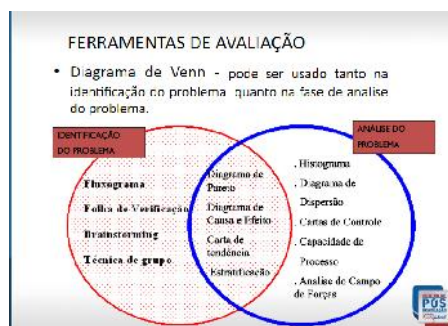 FERRAMENTAS DE AVALIAÇÃO
• Diagrama de Venn - pode ser usado tanto na
identificação do problema quanto na fase de analise
do problema.
IDENTIFICAÇÃO
DO PROBLEMA
ANÁLISE DO
PROBLEMA
Fluxograma
Folha de Verificação
Brainstorming
Técnica de grupo
Diagrama de
Pareto
Diagrama de
Causa e Efeito
Carta de
tendência
Estratificação
. Histograma
. Diagrama de
Dispersão
. Cartas de Controle
. Capacidade de
Processo
. Analise de Campo
de Forças
PÓS